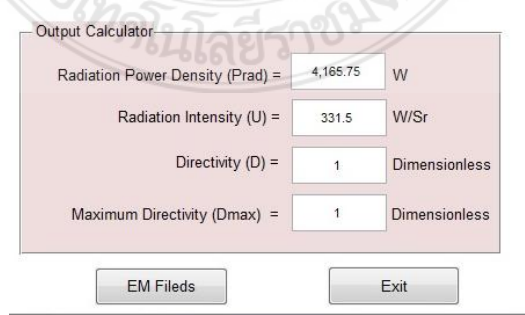 Output Calculator
Radiation Power Density (Prad) = 4,165.75 W
Radiation Intensity (U) = 331.5 W/Sr
Directivity (D) = 1 Dimensionless
Maximum Directivity (Dmax) = 1 Dimensionless
EM Fileds Exit